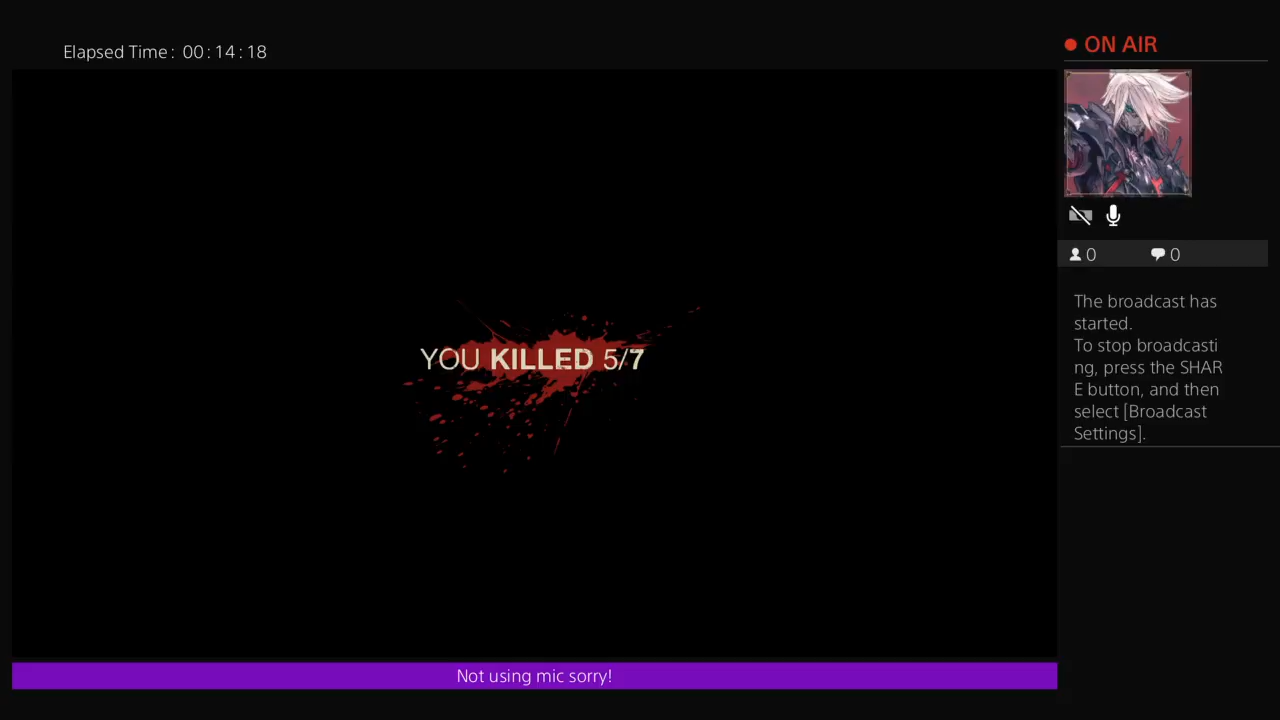 Elapsed Time: 00:14:18
ON AIR
0 0
The broadcast has
started.
To stop broadcasti
ng, press the SHAR
E button, and then
select [Broadcast
Settings].
YOU KILLED 5/7
Not using mic sorry!